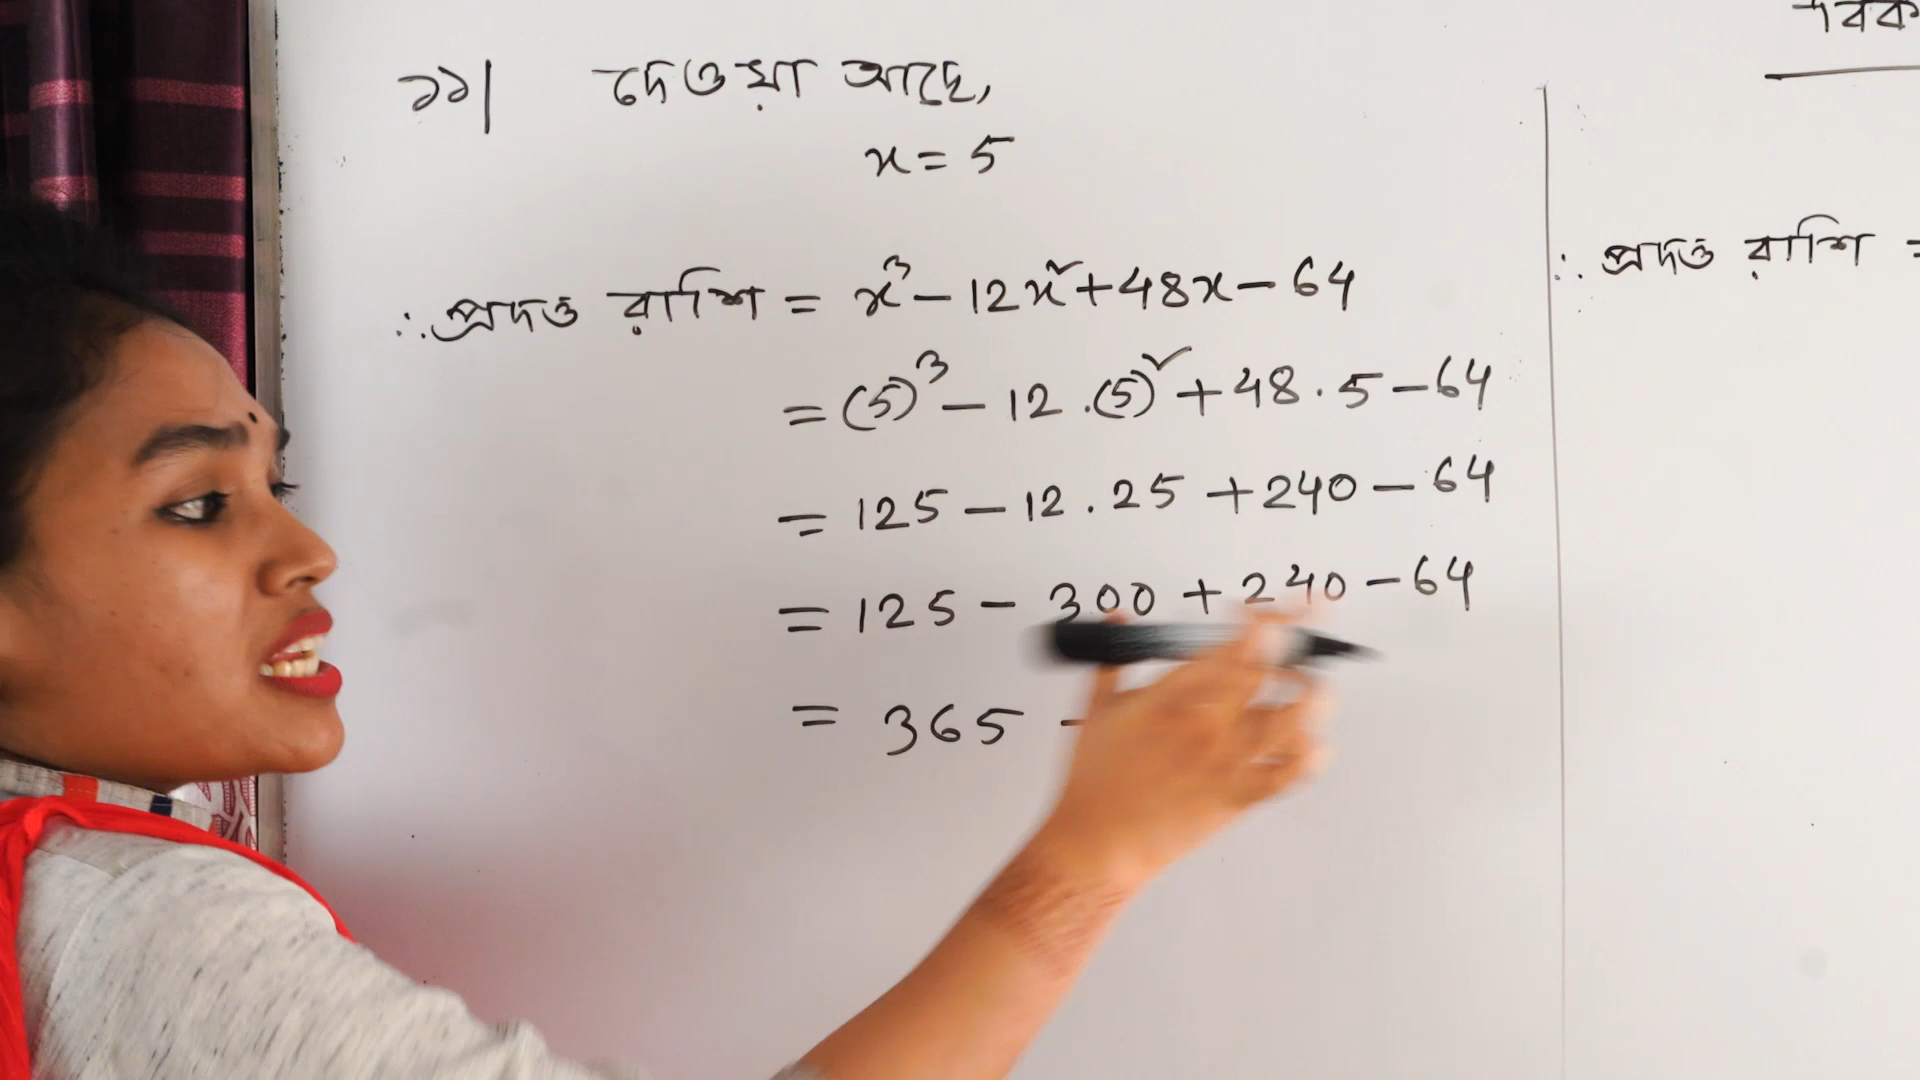 ১১। দেওয়া আছে,
x = 5
∴ প্রদত্ত রাশি = x³ - 12x² + 48x - 64
= (5)³ - 12 . (5)² + 48 . 5 - 64
= 125 - 12 . 25 + 240 - 64
= 125 - 300 + 240 - 64
= 365 -
∴ প্রদত্ত রাশি =